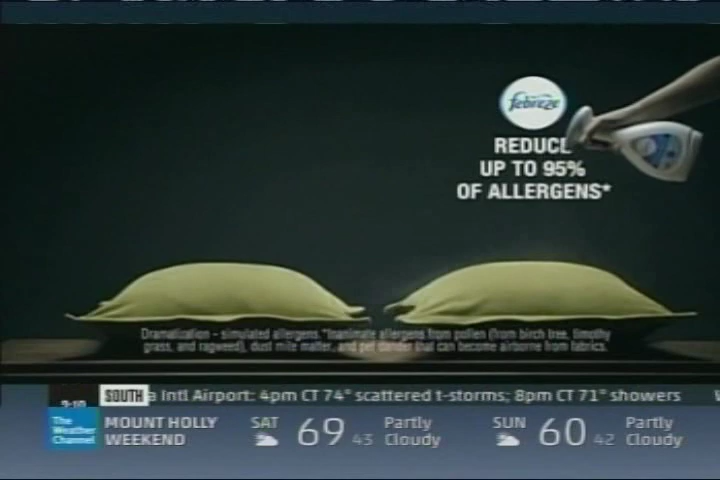 febreze
REDUCE
UP TO 95%
OF ALLERGENS*
Dramatization - simulated allergens. *Inanimate allergens from pollen (from birch tree, timothy
grass, and ragweed), dust mite matter, and pet dander that can become airborne from fabrics.
SOUTH a Intl Airport: 4pm CT 74° scattered t-storms; 8pm CT 71° showers
The Weather Channel
MOUNT HOLLY WEEKEND
SAT 69 43 Partly Cloudy
SUN 60 42 Partly Cloudy